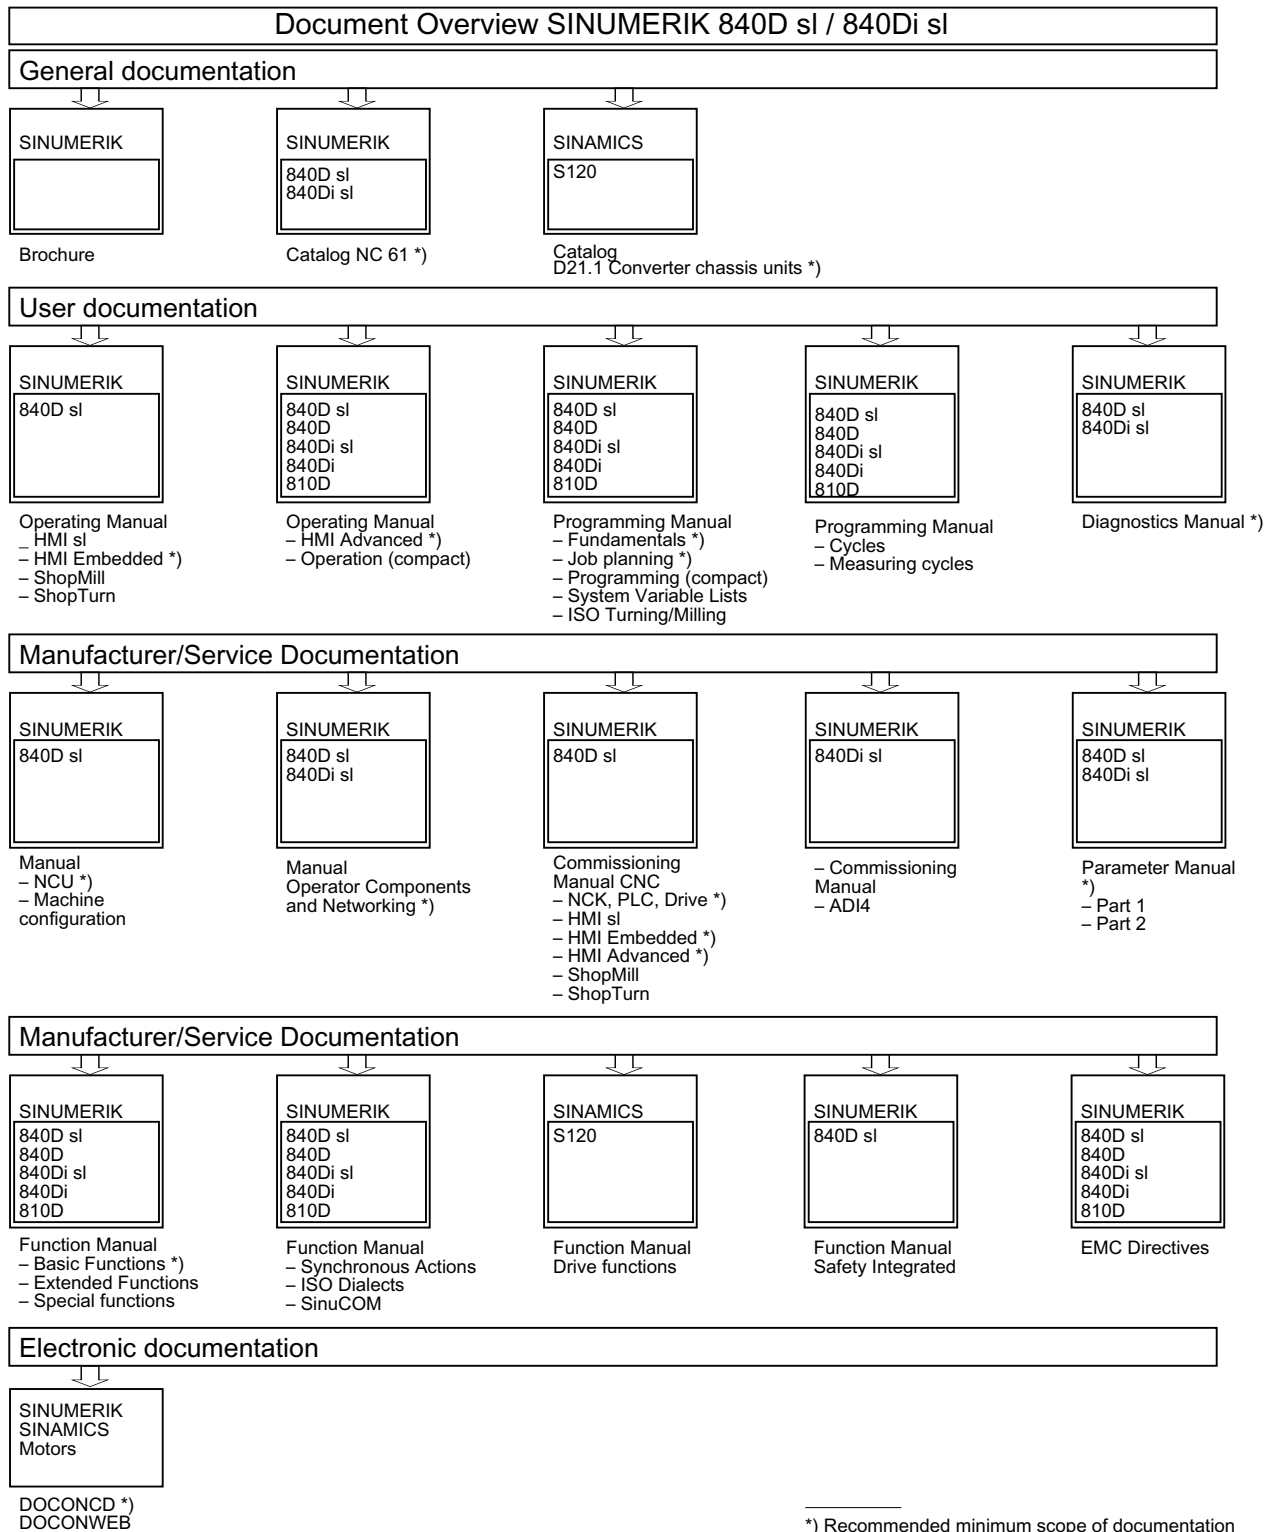 Document Overview SINUMERIK 840D sl / 840Di sl
General documentation
SINUMERIK
Brochure
SINUMERIK
840D sl
840Di sl
Catalog NC 61 *)
SINAMICS
S120
Catalog
D21.1 Converter chassis units *)
User documentation
SINUMERIK
840D sl
Operating Manual
_ HMI sl
– HMI Embedded *)
– ShopMill
– ShopTurn
SINUMERIK
840D sl
840D
840Di sl
840Di
810D
Operating Manual
– HMI Advanced *)
– Operation (compact)
SINUMERIK
840D sl
840D
840Di sl
840Di
810D
Programming Manual
– Fundamentals *)
– Job planning *)
– Programming (compact)
– System Variable Lists
– ISO Turning/Milling
SINUMERIK
840D sl
840D
840Di sl
840Di
810D
Programming Manual
– Cycles
– Measuring cycles
SINUMERIK
840D sl
840Di sl
Diagnostics Manual *)
Manufacturer/Service Documentation
SINUMERIK
840D sl
Manual
– NCU *)
– Machine
configuration
SINUMERIK
840D sl
840Di sl
Manual
Operator Components
and Networking *)
SINUMERIK
840D sl
Commissioning
Manual CNC
– NCK, PLC, Drive *)
– HMI sl
– HMI Embedded *)
– HMI Advanced *)
– ShopMill
– ShopTurn
SINUMERIK
840Di sl
– Commissioning
Manual
– ADI4
SINUMERIK
840D sl
840Di sl
Parameter Manual
*)
– Part 1
– Part 2
Manufacturer/Service Documentation
SINUMERIK
840D sl
840D
840Di sl
840Di
810D
Function Manual
– Basic Functions *)
– Extended Functions
– Special functions
SINUMERIK
840D sl
840D
840Di sl
840Di
810D
Function Manual
– Synchronous Actions
– ISO Dialects
– SinuCOM
SINAMICS
S120
Function Manual
Drive functions
SINUMERIK
840D sl
Function Manual
Safety Integrated
SINUMERIK
840D sl
840D
840Di sl
840Di
810D
EMC Directives
Electronic documentation
SINUMERIK
SINAMICS
Motors
DOCONCD *)
DOCONWEB
*) Recommended minimum scope of documentation